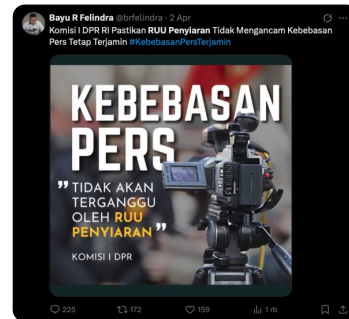 Bayu R Felindra @brfelindra · 2 Apr
Komisi I DPR RI Pastikan RUU Penyiaran Tidak Mengancam Kebebasan
Pers Tetap Terjamin #KebebasanPersTerjamin
KEBEBASAN
PERS
"TIDAK AKAN
TERGANGGU
OLEH RUU
PENYIARAN"
KOMISI I DPR
225 172 159 1 rb